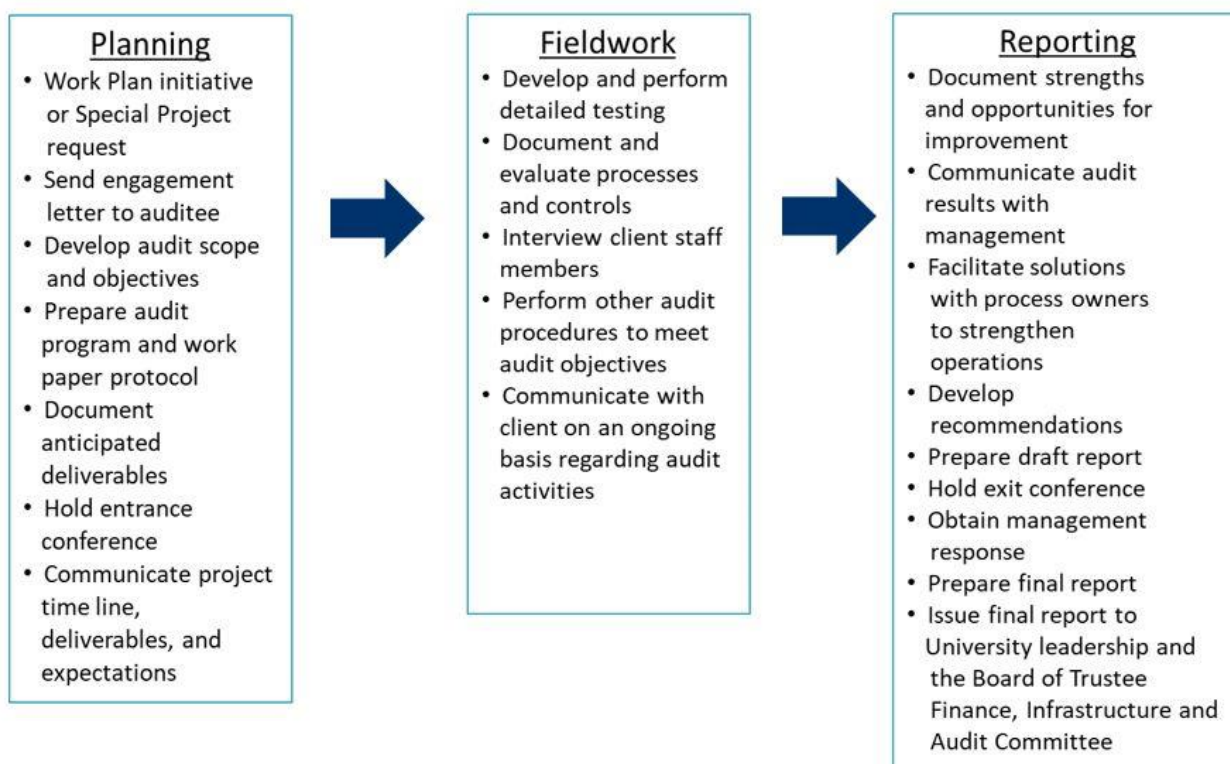 Planning
• Work Plan initiative
or Special Project
request
• Send engagement
letter to auditee
• Develop audit scope
and objectives
• Prepare audit
program and work
paper protocol
• Document
anticipated
deliverables
• Hold entrance
conference
• Communicate project
time line,
deliverables, and
expectations
Fieldwork
• Develop and perform
detailed testing
• Document and
evaluate processes
and controls
• Interview client staff
members
• Perform other audit
procedures to meet
audit objectives
• Communicate with
client on an ongoing
basis regarding audit
activities
Reporting
• Document strengths
and opportunities for
improvement
• Communicate audit
results with
management
• Facilitate solutions
with process owners
to strengthen
operations
• Develop
recommendations
• Prepare draft report
• Hold exit conference
• Obtain management
response
• Prepare final report
• Issue final report to
University leadership and
the Board of Trustee
Finance, Infrastructure and
Audit Committee